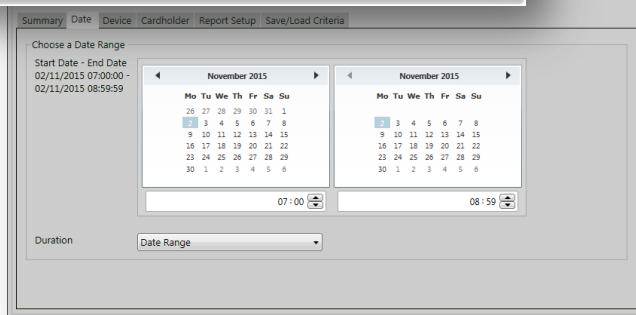 Summary Date Device Cardholder Report Setup Save/Load Criteria
Choose a Date Range
Start Date - End Date
02/11/2015 07:00:00 -
02/11/2015 08:59:59
November 2015
Mo Tu We Th Fr Sa Su
26 27 28 29 30 31 1
2 3 4 5 6 7 8
9 10 11 12 13 14 15
16 17 18 19 20 21 22
23 24 25 26 27 28 29
30 1 2 3 4 5 6
07:00
November 2015
Mo Tu We Th Fr Sa Su
2 3 4 5 6 7 8
9 10 11 12 13 14 15
16 17 18 19 20 21 22
23 24 25 26 27 28 29
30 1 2 3 4 5 6
08:59
Duration
Date Range